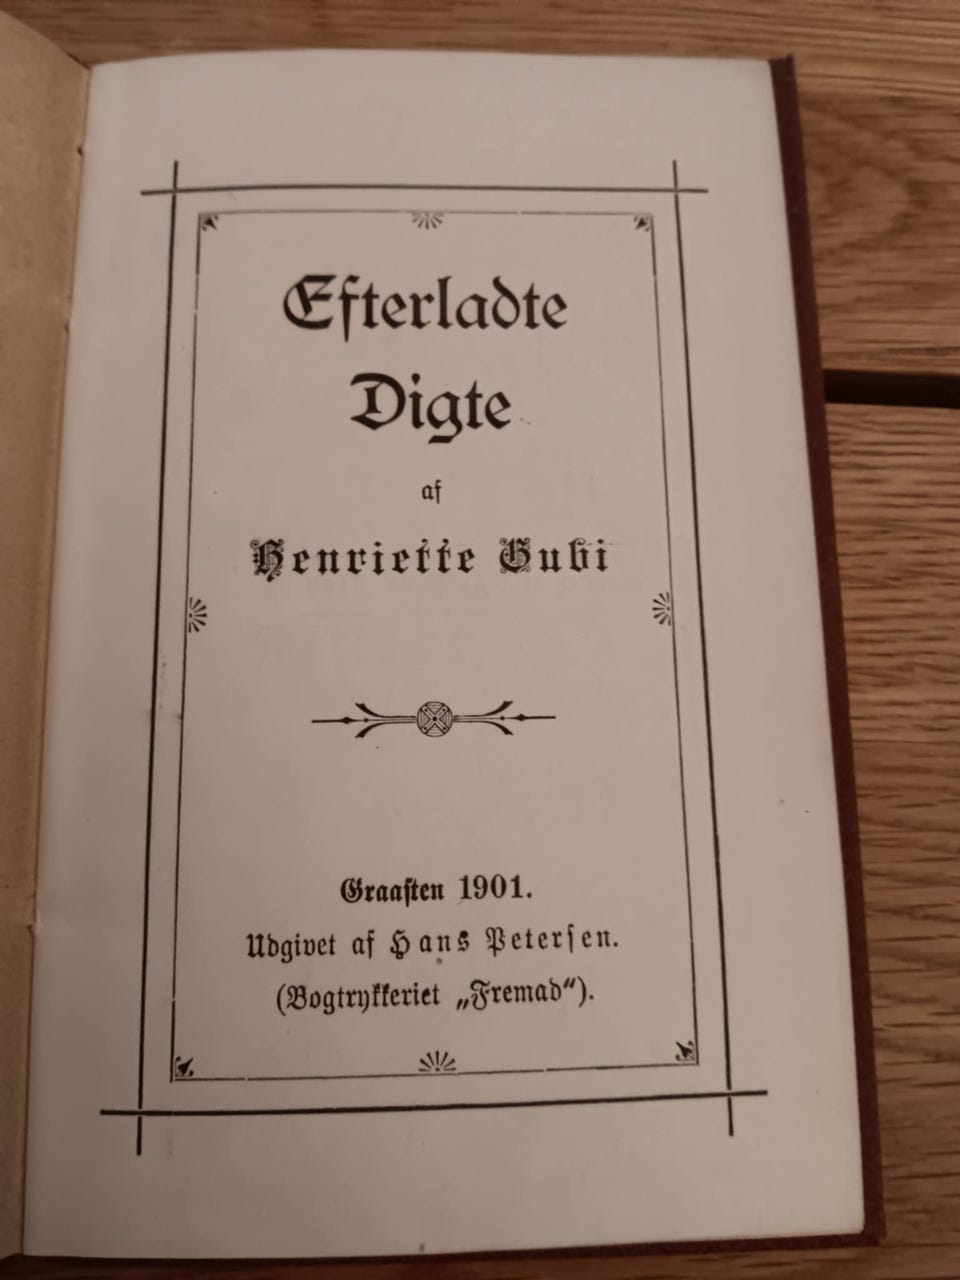 Efterladte
Digte
af
Henriette Gubi
Graasten 1901.
Udgivet af Hans Petersen.
(Bogtrykkeriet „Fremad“).